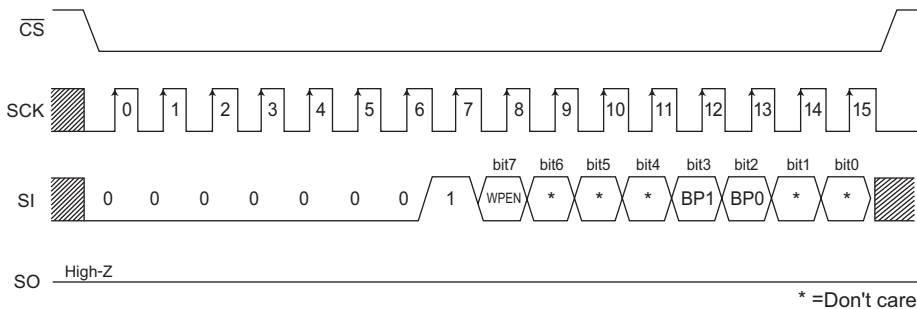 CS
SCK 0 1 2 3 4 5 6 7 8 9 10 11 12 13 14 15
bit7 bit6 bit5 bit4 bit3 bit2 bit1 bit0
SI 0 0 0 0 0 0 0 1 WPEN * * * BP1 BP0 * *
SO High-Z
* =Don't care